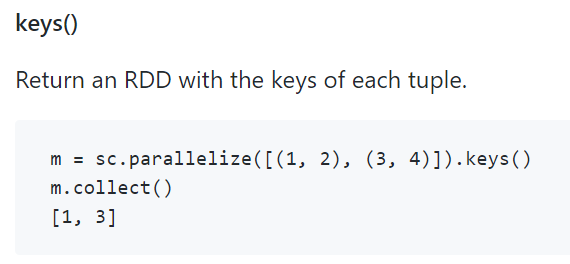 keys()
Return an RDD with the keys of each tuple.
m = sc.parallelize([(1, 2), (3, 4)]).keys()
m.collect()
[1, 3]